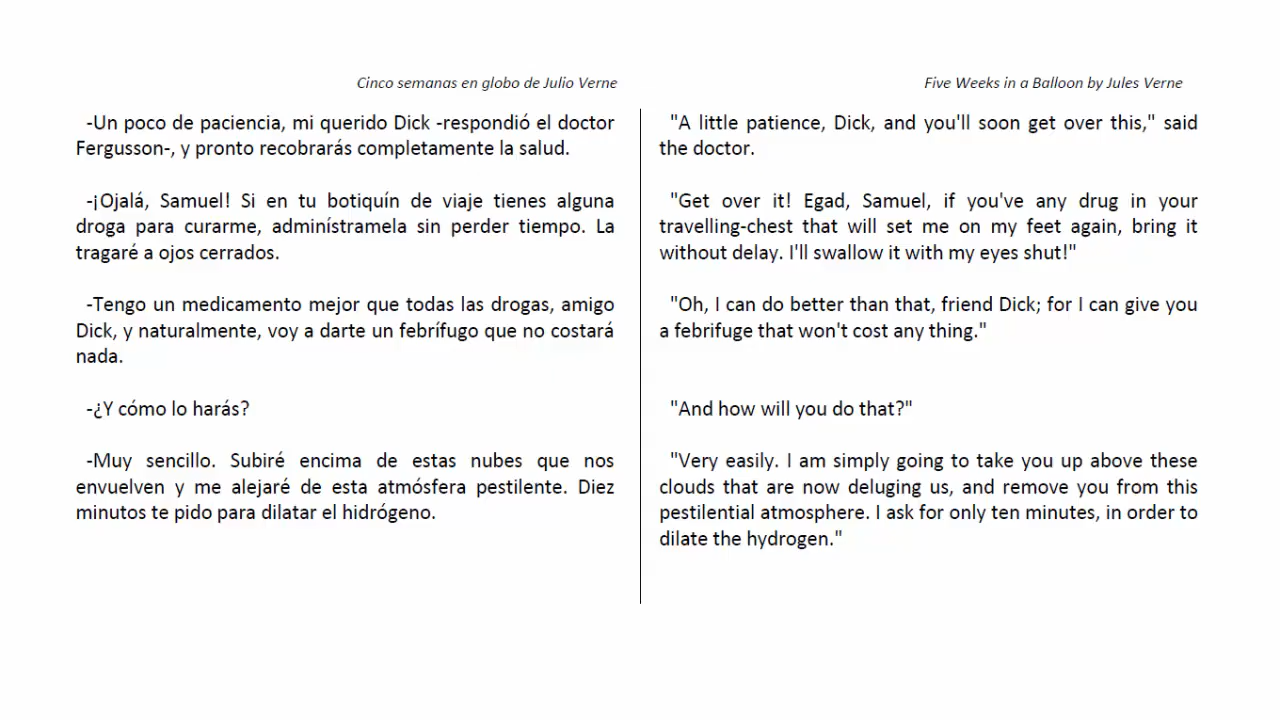 Cinco semanas en globo de Julio Verne
-Un poco de paciencia, mi querido Dick -respondió el doctor
Fergusson-, y pronto recobrarás completamente la salud.
-¡Ojalá, Samuel! Si en tu botiquín de viaje tienes alguna
droga para curarme, adminístramela sin perder tiempo. La
tragaré a ojos cerrados.
-Tengo un medicamento mejor que todas las drogas, amigo
Dick, y naturalmente, voy a darte un febrífugo que no costará
nada.
-¿Y cómo lo harás?
-Muy sencillo. Subiré encima de estas nubes que nos
envuelven y me alejaré de esta atmósfera pestilente. Diez
minutos te pido para dilatar el hidrógeno.
Five Weeks in a Balloon by Jules Verne
"A little patience, Dick, and you'll soon get over this," said
the doctor.
"Get over it! Egad, Samuel, if you've any drug in your
travelling-chest that will set me on my feet again, bring it
without delay. I'll swallow it with my eyes shut!"
"Oh, I can do better than that, friend Dick; for I can give you
a febrifuge that won't cost any thing."
"And how will you do that?"
"Very easily. I am simply going to take you up above these
clouds that are now deluging us, and remove you from this
pestilential atmosphere. I ask for only ten minutes, in order to
dilate the hydrogen."